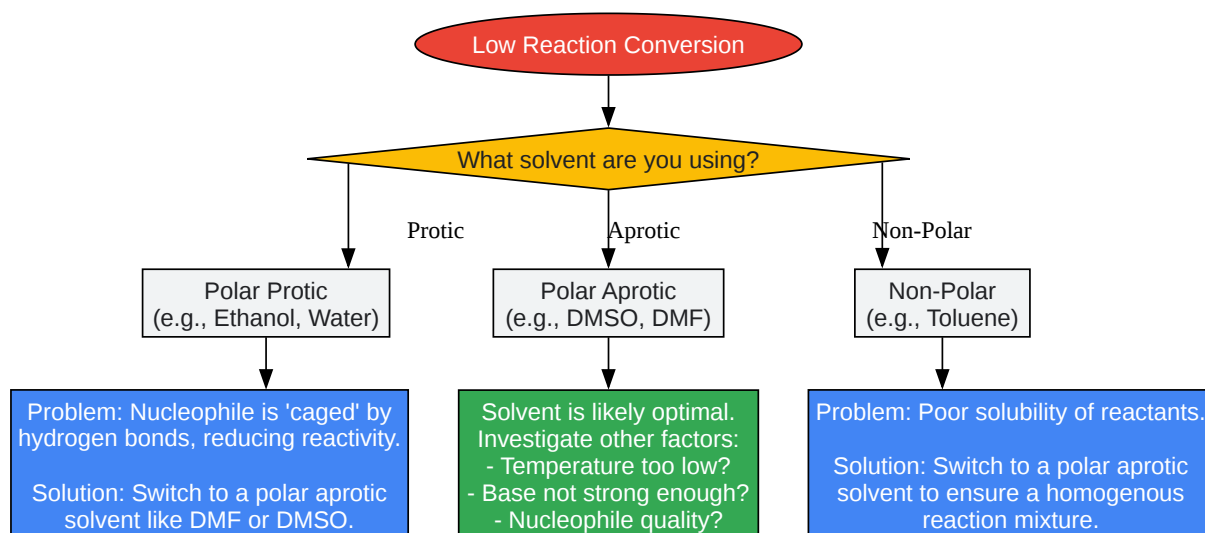 Low Reaction Conversion
What solvent are you using?
Protic
Aprotic
Non-Polar
Polar Protic
(e.g., Ethanol, Water)
Polar Aprotic
(e.g., DMSO, DMF)
Non-Polar
(e.g., Toluene)
Problem: Nucleophile is 'caged' by
hydrogen bonds, reducing reactivity.
Solution: Switch to a polar aprotic
solvent like DMF or DMSO.
Solvent is likely optimal.
Investigate other factors:
- Temperature too low?
- Base not strong enough?
- Nucleophile quality?
Problem: Poor solubility of reactants.
Solution: Switch to a polar aprotic
solvent to ensure a homogenous
reaction mixture.